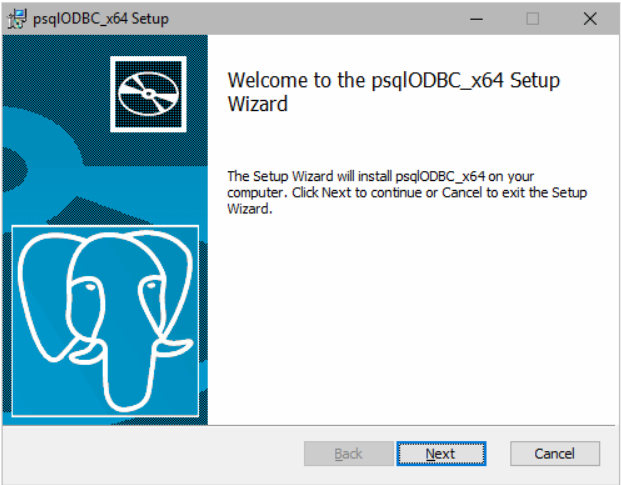 psqlODBC_x64 Setup
Welcome to the psqlODBC_x64 Setup
Wizard
The Setup Wizard will install psqlODBC_x64 on your
computer. Click Next to continue or Cancel to exit the Setup
Wizard.
Back
Next
Cancel